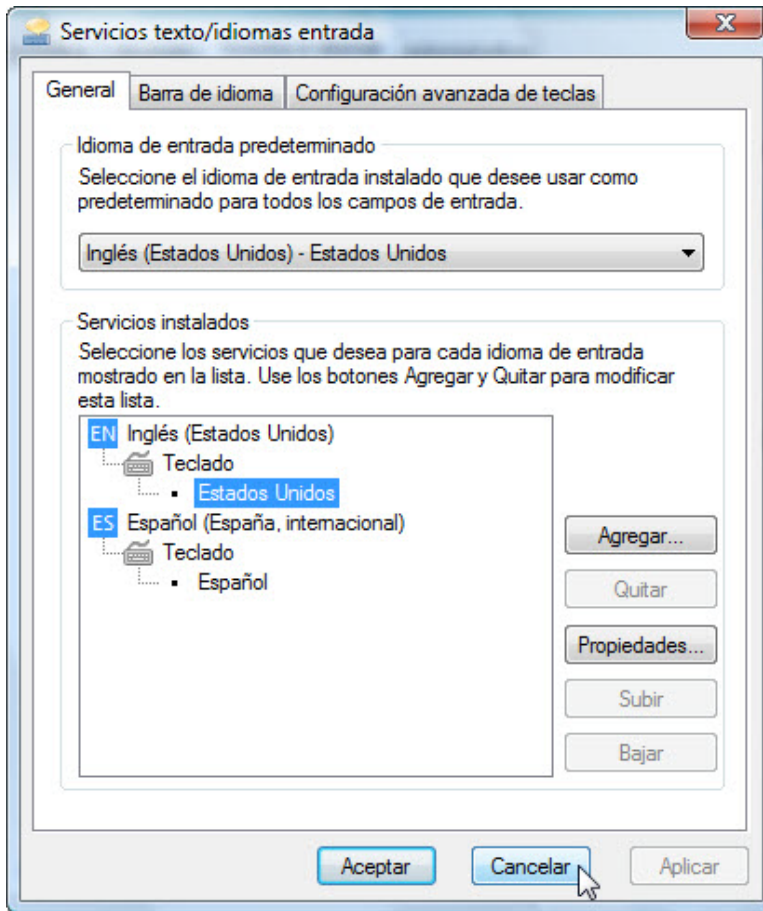 Servicios texto/idiomas entrada
General
Barra de idioma
Configuración avanzada de teclas
Idioma de entrada predeterminado
Seleccione el idioma de entrada instalado que desee usar como
predeterminado para todos los campos de entrada.
Inglés (Estados Unidos) - Estados Unidos
Servicios instalados
Seleccione los servicios que desea para cada idioma de entrada
mostrado en la lista. Use los botones Agregar y Quitar para modificar
esta lista.
EN Inglés (Estados Unidos)
Teclado
Estados Unidos
ES Español (España, internacional)
Teclado
Español
Agregar...
Quitar
Propiedades...
Subir
Bajar
Aceptar
Cancelar
Aplicar